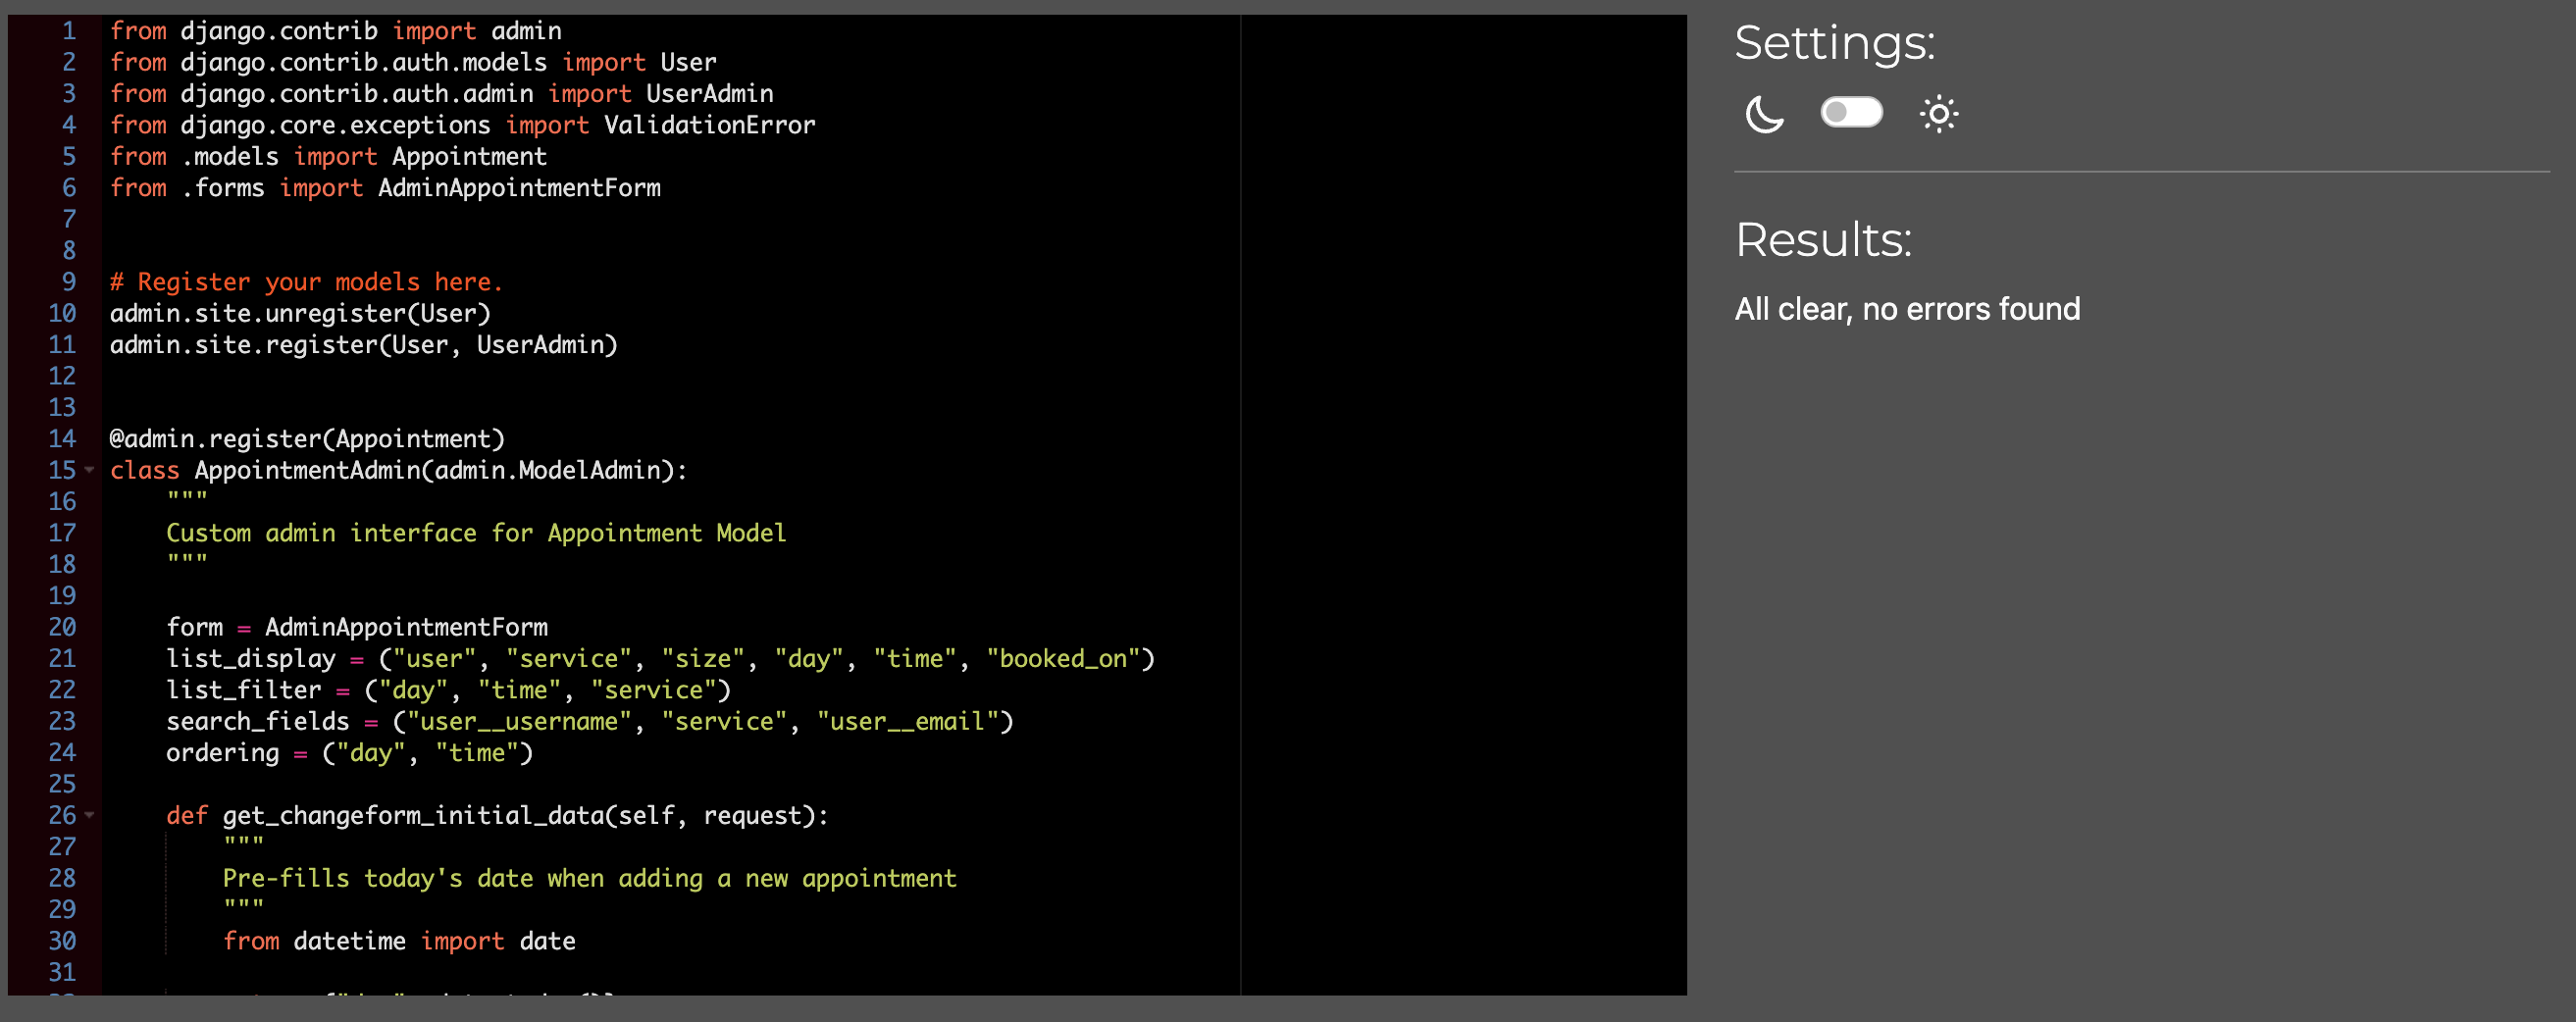 1 from django.contrib import admin
2 from django.contrib.auth.models import User
3 from django.contrib.auth.admin import UserAdmin
4 from django.core.exceptions import ValidationError
5 from .models import Appointment
6 from .forms import AdminAppointmentForm
7
8
9 # Register your models here.
10 admin.site.unregister(User)
11 admin.site.register(User, UserAdmin)
12
13
14 @admin.register(Appointment)
15 class AppointmentAdmin(admin.ModelAdmin):
16     """
17     Custom admin interface for Appointment Model
18     """
19
20     form = AdminAppointmentForm
21     list_display = ("user", "service", "size", "day", "time", "booked_on")
22     list_filter = ("day", "time", "service")
23     search_fields = ("user__username", "service", "user__email")
24     ordering = ("day", "time")
25
26     def get_changeform_initial_data(self, request):
27         """
28         Pre-fills today's date when adding a new appointment
29         """
30         from datetime import date
31
Settings:
Results:
All clear, no errors found